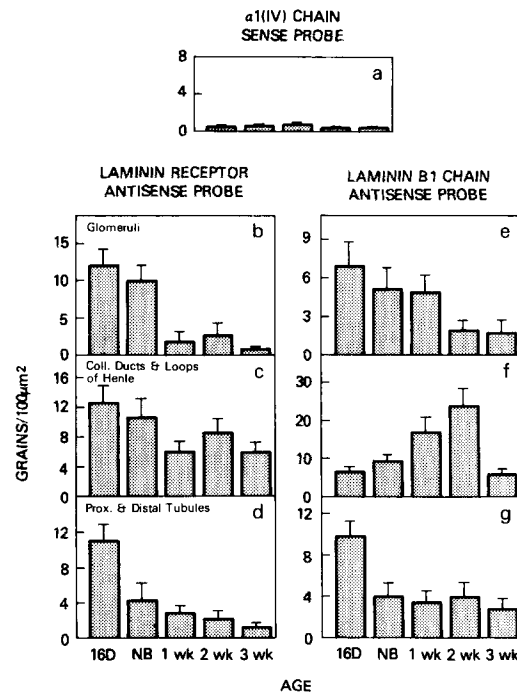 α1(IV) CHAIN
SENSE PROBE
a
8
4
0
LAMININ RECEPTOR
ANTISENSE PROBE
LAMININ B1 CHAIN
ANTISENSE PROBE
Glomeruli
b
15
10
5
0
e
9
6
3
0
Coll. Ducts & Loops
of Henle
c
16
12
8
4
0
f
30
20
10
0
Prox. & Distal Tubules
d
12
8
4
0
g
12
8
4
0
GRAINS/100µm²
16D NB 1 wk 2 wk 3 wk
16D NB 1 wk 2 wk 3 wk
AGE